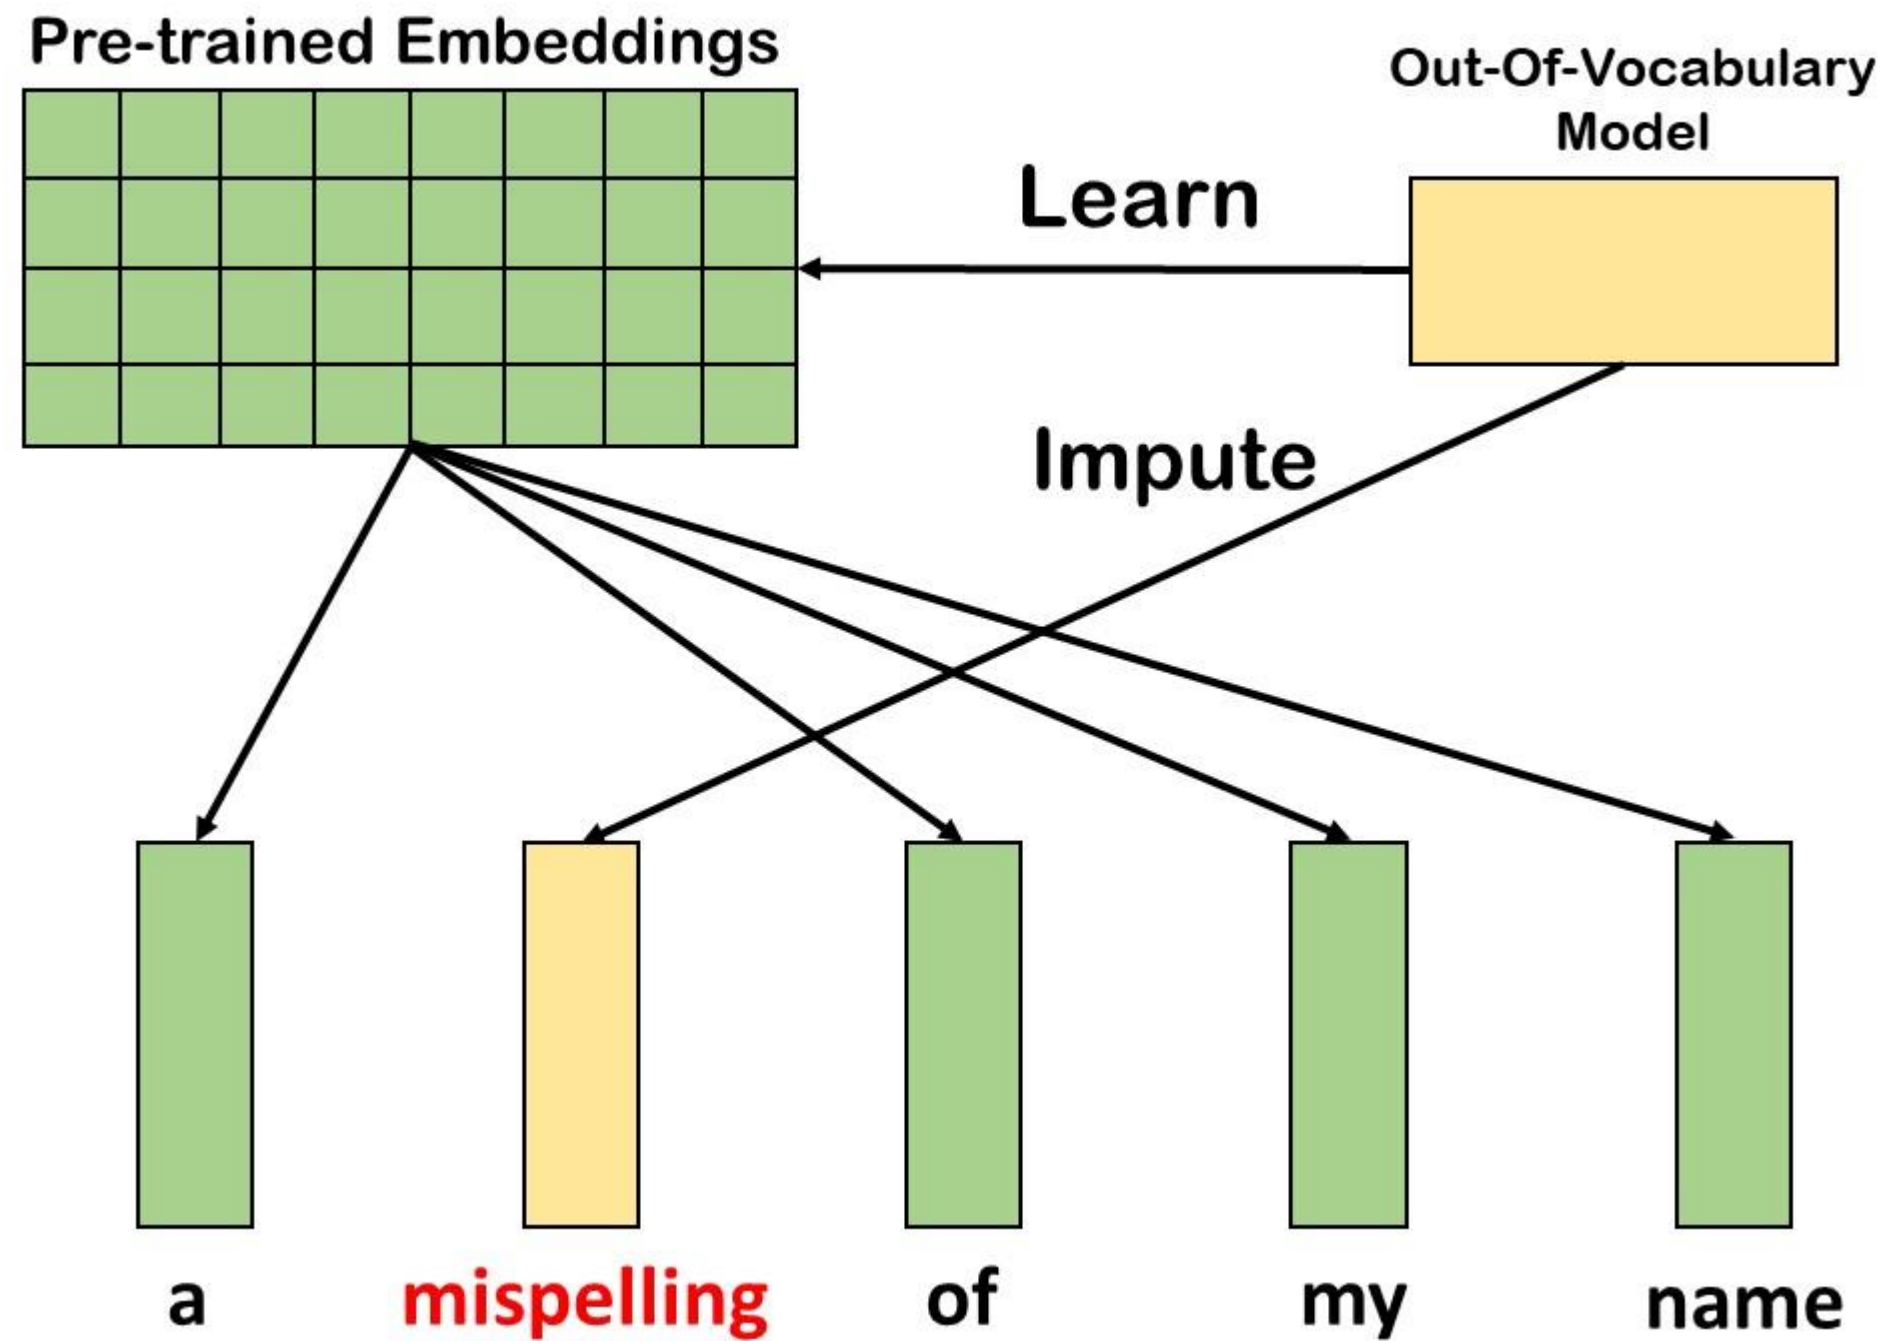 Pre-trained Embeddings
Out-Of-Vocabulary
Model
Learn
Impute
a mispelling of my name